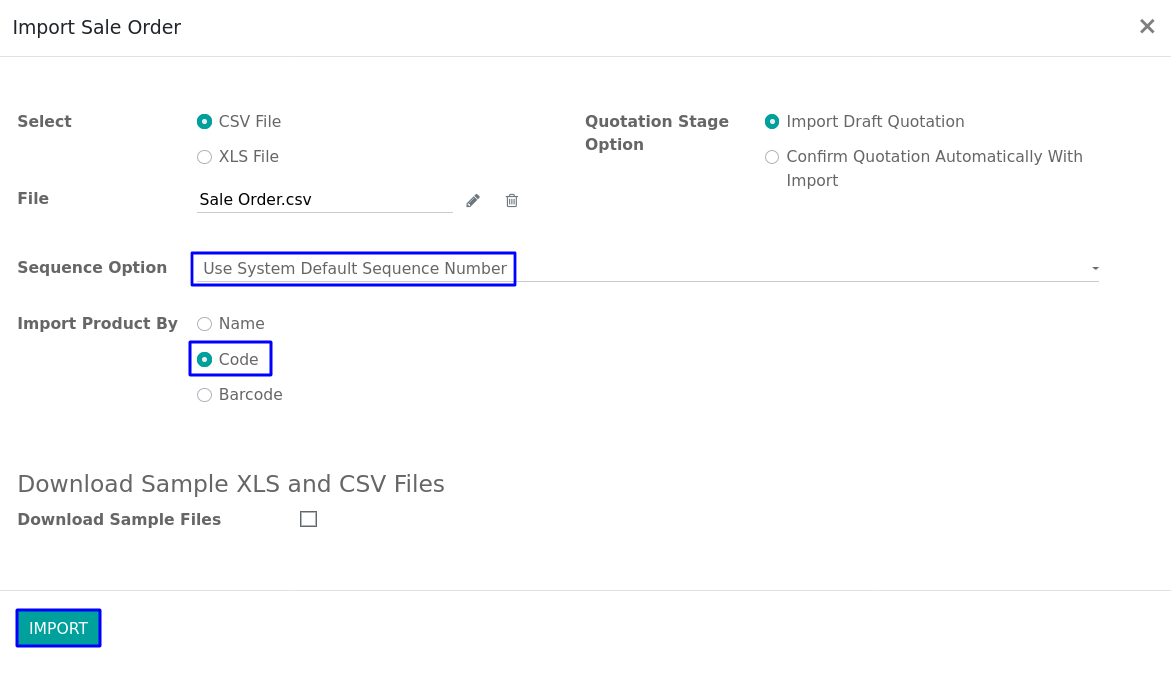 Import Sale Order
Select
CSV File
XLS File
Quotation Stage
Option
Import Draft Quotation
Confirm Quotation Automatically With
Import
File
Sale Order.csv
Sequence Option
Use System Default Sequence Number
Import Product By
Name
Code
Barcode
Download Sample XLS and CSV Files
Download Sample Files
IMPORT